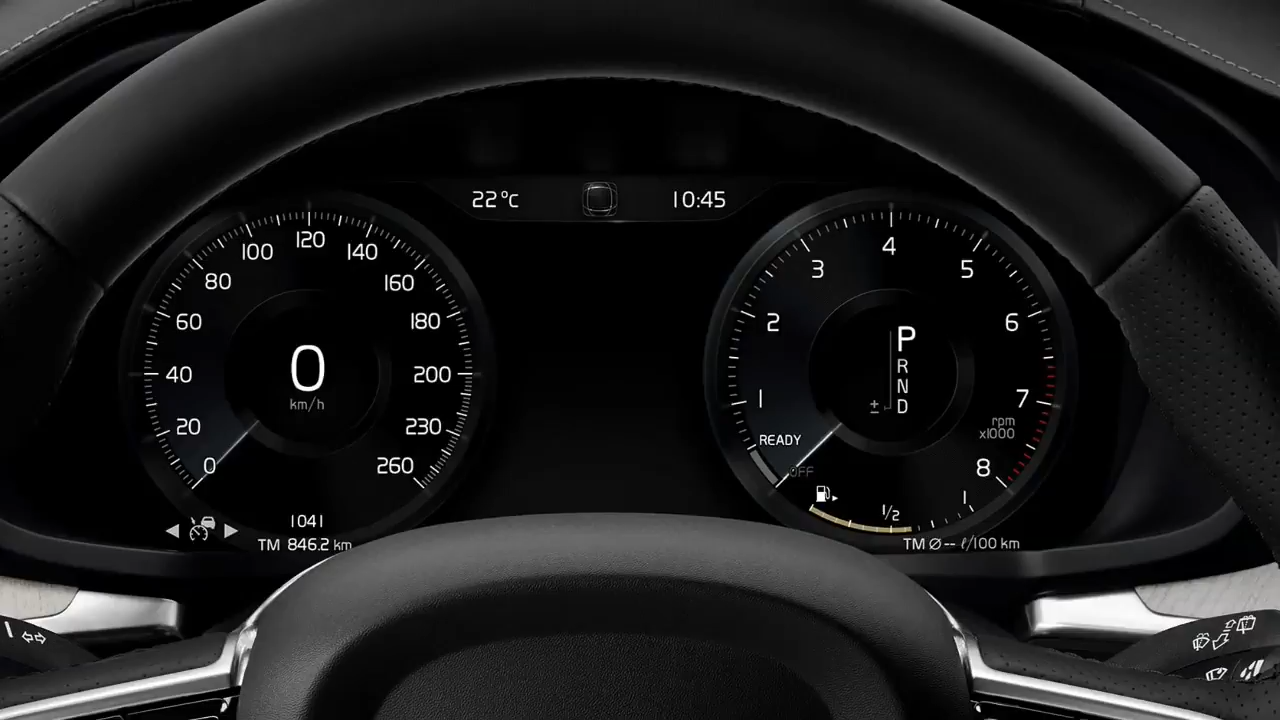 22°C
10:45
0
20
40
60
80
100
120
140
160
180
200
230
260
0
km/h
1041
TM 846.2 km
OFF
READY
1
2
3
4
5
6
7
8
rpm
x1000
P
R
N
D
±
1/2
1
TM Ø -- ℓ/100 km